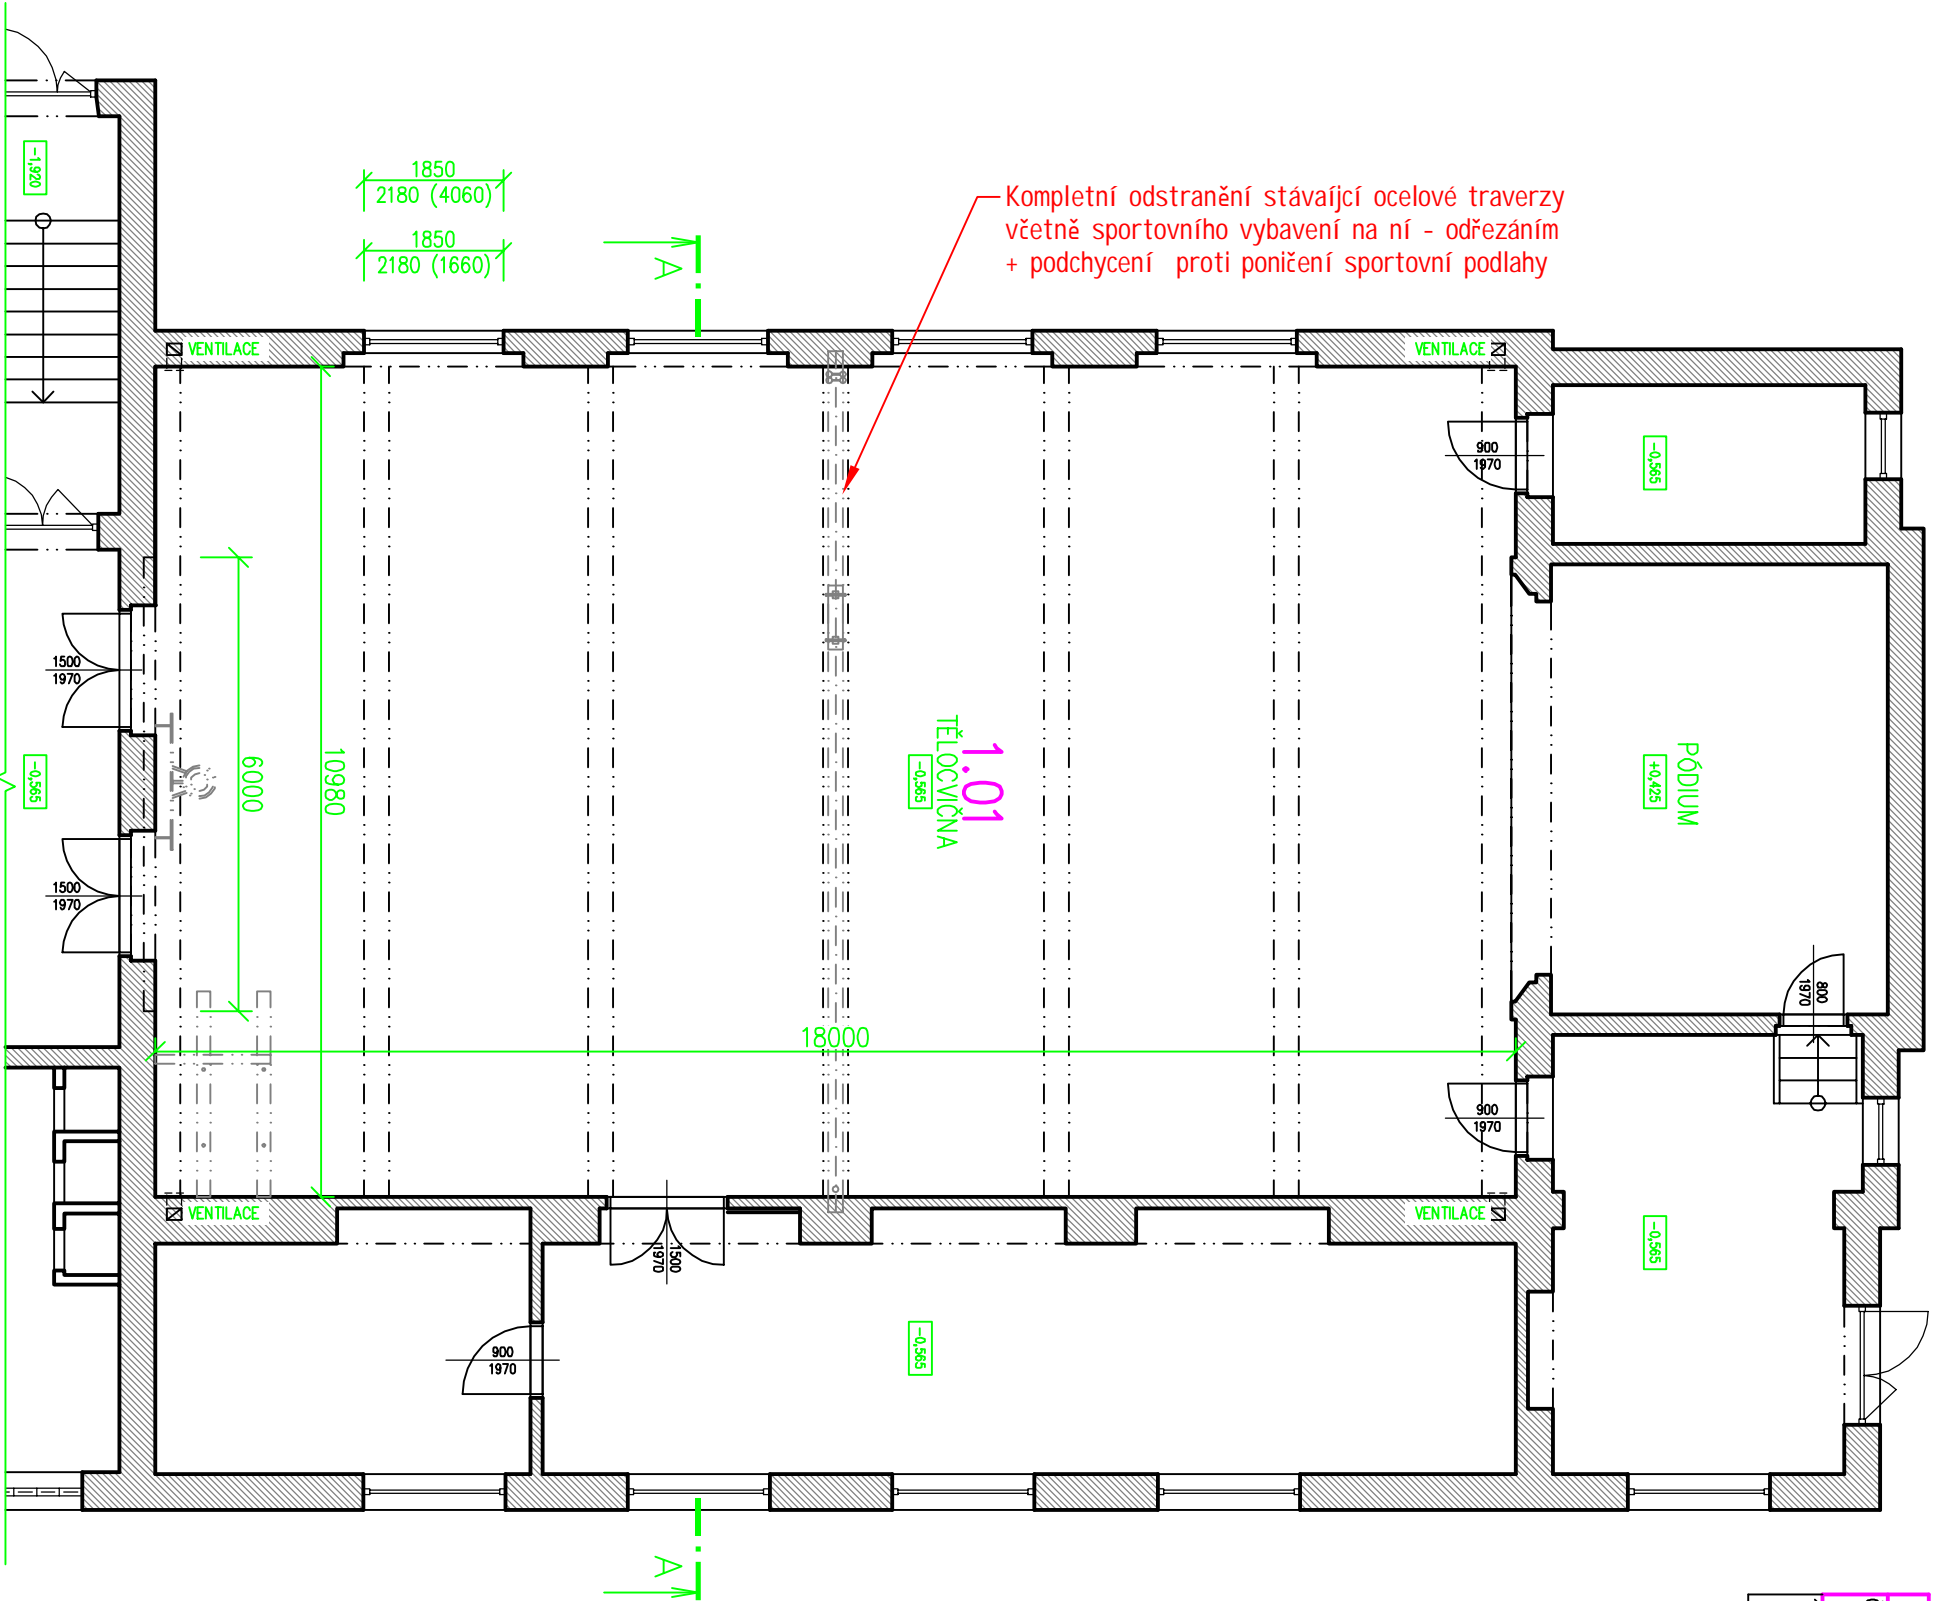 1850
2180 (4060)
1850
2180 (1660)
Kompletní odstranění stávaíjcí ocelové traverzy
včetně sportovního vybavení na ní - odřezáním
+ podchycení proti poničení sportovní podlahy
-1,920
A
VENTILACE
VENTILACE
900
1970
-0,565
1500
1970
-0,565
6000
10980
1.01
TĚLOCVIČNA
-0,565
PÓDIUM
+0,425
1500
1970
800
1970
18000
900
1970
VENTILACE
VENTILACE
1500
1970
-0,565
900
1970
-0,565
A